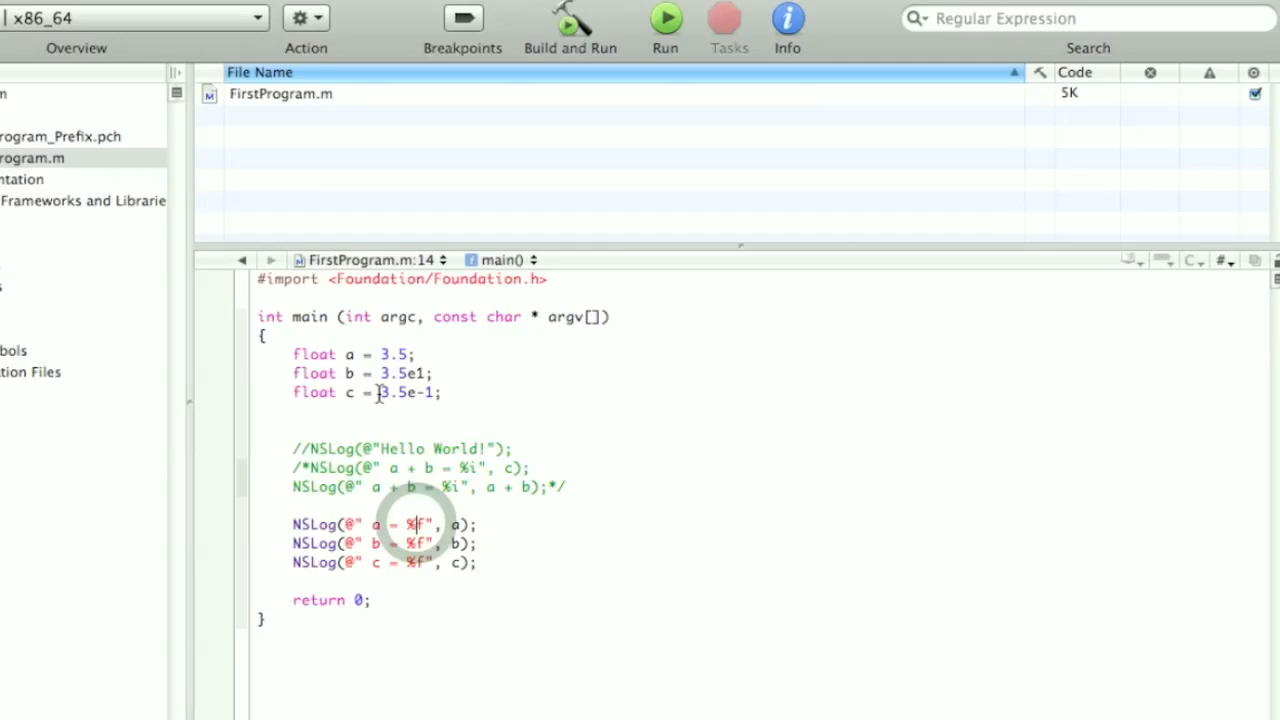 | x86_64
Overview
Action
Breakpoints
Build and Run
Run
Tasks
Info
Regular Expression
Search
File Name
Code
FirstProgram.m
5K
m
rogram_Prefix.pch
rogram.m
ntation
Frameworks and Librarie
s
bols
tion Files
FirstProgram.m:14
f
main()
C
#
#import <Foundation/Foundation.h>
int main (int argc, const char * argv[])
{
float a = 3.5;
float b = 3.5e1;
float c = 3.5e-1;
//NSLog(@"Hello World!");
/*NSLog(@" a + b = %i", c);
NSLog(@" a + b = %i", a + b);*/
NSLog(@" a = %f", a);
NSLog(@" b = %f", b);
NSLog(@" c = %f", c);
return 0;
}